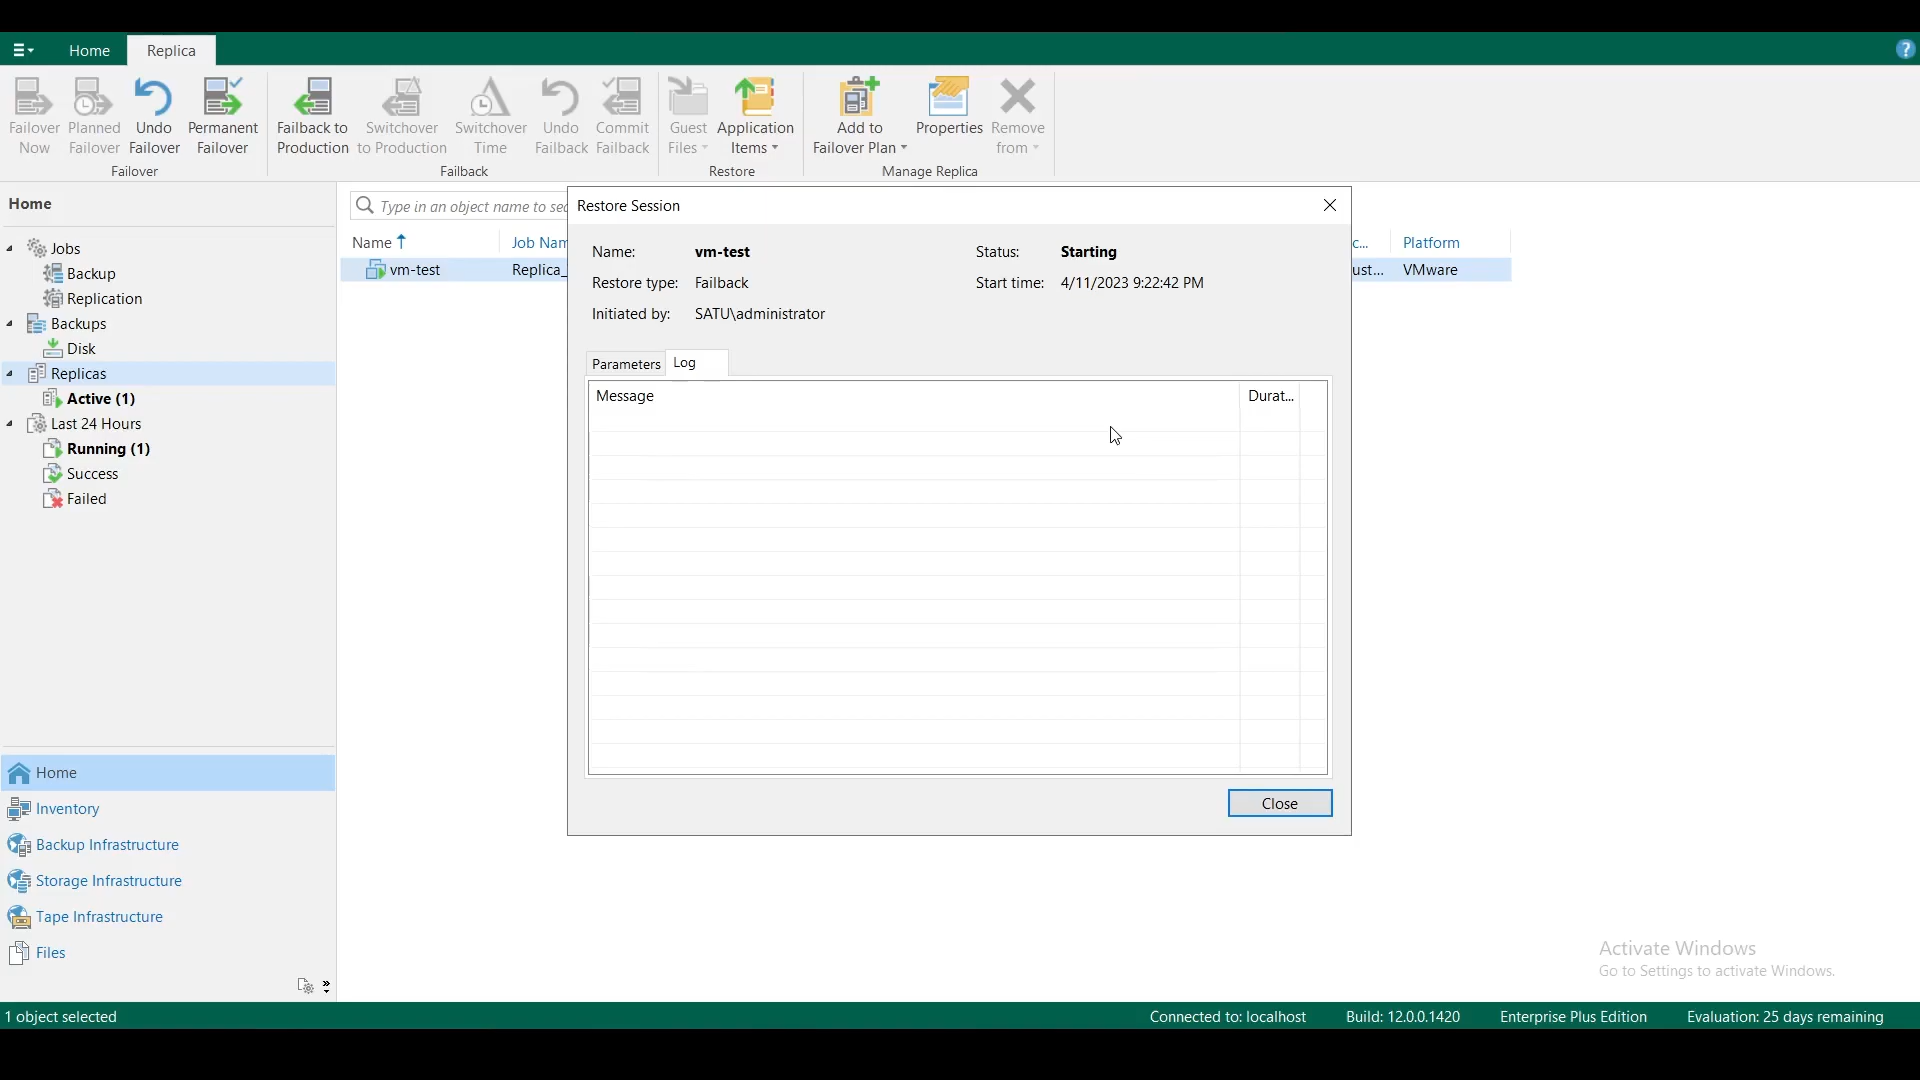 Home
Replica
Failover Now
Planned Failover
Undo Failover
Permanent Failover
Failback to Production
Switchover to Production
Switchover Time
Undo Failback
Commit Failback
Guest Files
Application Items
Add to Failover Plan
Properties
Remove from
Failover
Failback
Restore
Manage Replica
Home
Jobs
Backup
Replication
Backups
Disk
Replicas
Active (1)
Last 24 Hours
Running (1)
Success
Failed
Home
Inventory
Backup Infrastructure
Storage Infrastructure
Tape Infrastructure
Files
Type in an object name to
Name Job Nam c... Platform
vm-test Replica_ ust... VMware
Restore Session
Name: vm-test Status: Starting
Restore type: Failback Start time: 4/11/2023 9:22:42 PM
Initiated by: SATU\administrator
Parameters Log
Message Durat...
Close
Activate Windows
Go to Settings to activate Windows.
1 object selected
Connected to: localhost Build: 12.0.0.1420 Enterprise Plus Edition Evaluation: 25 days remaining